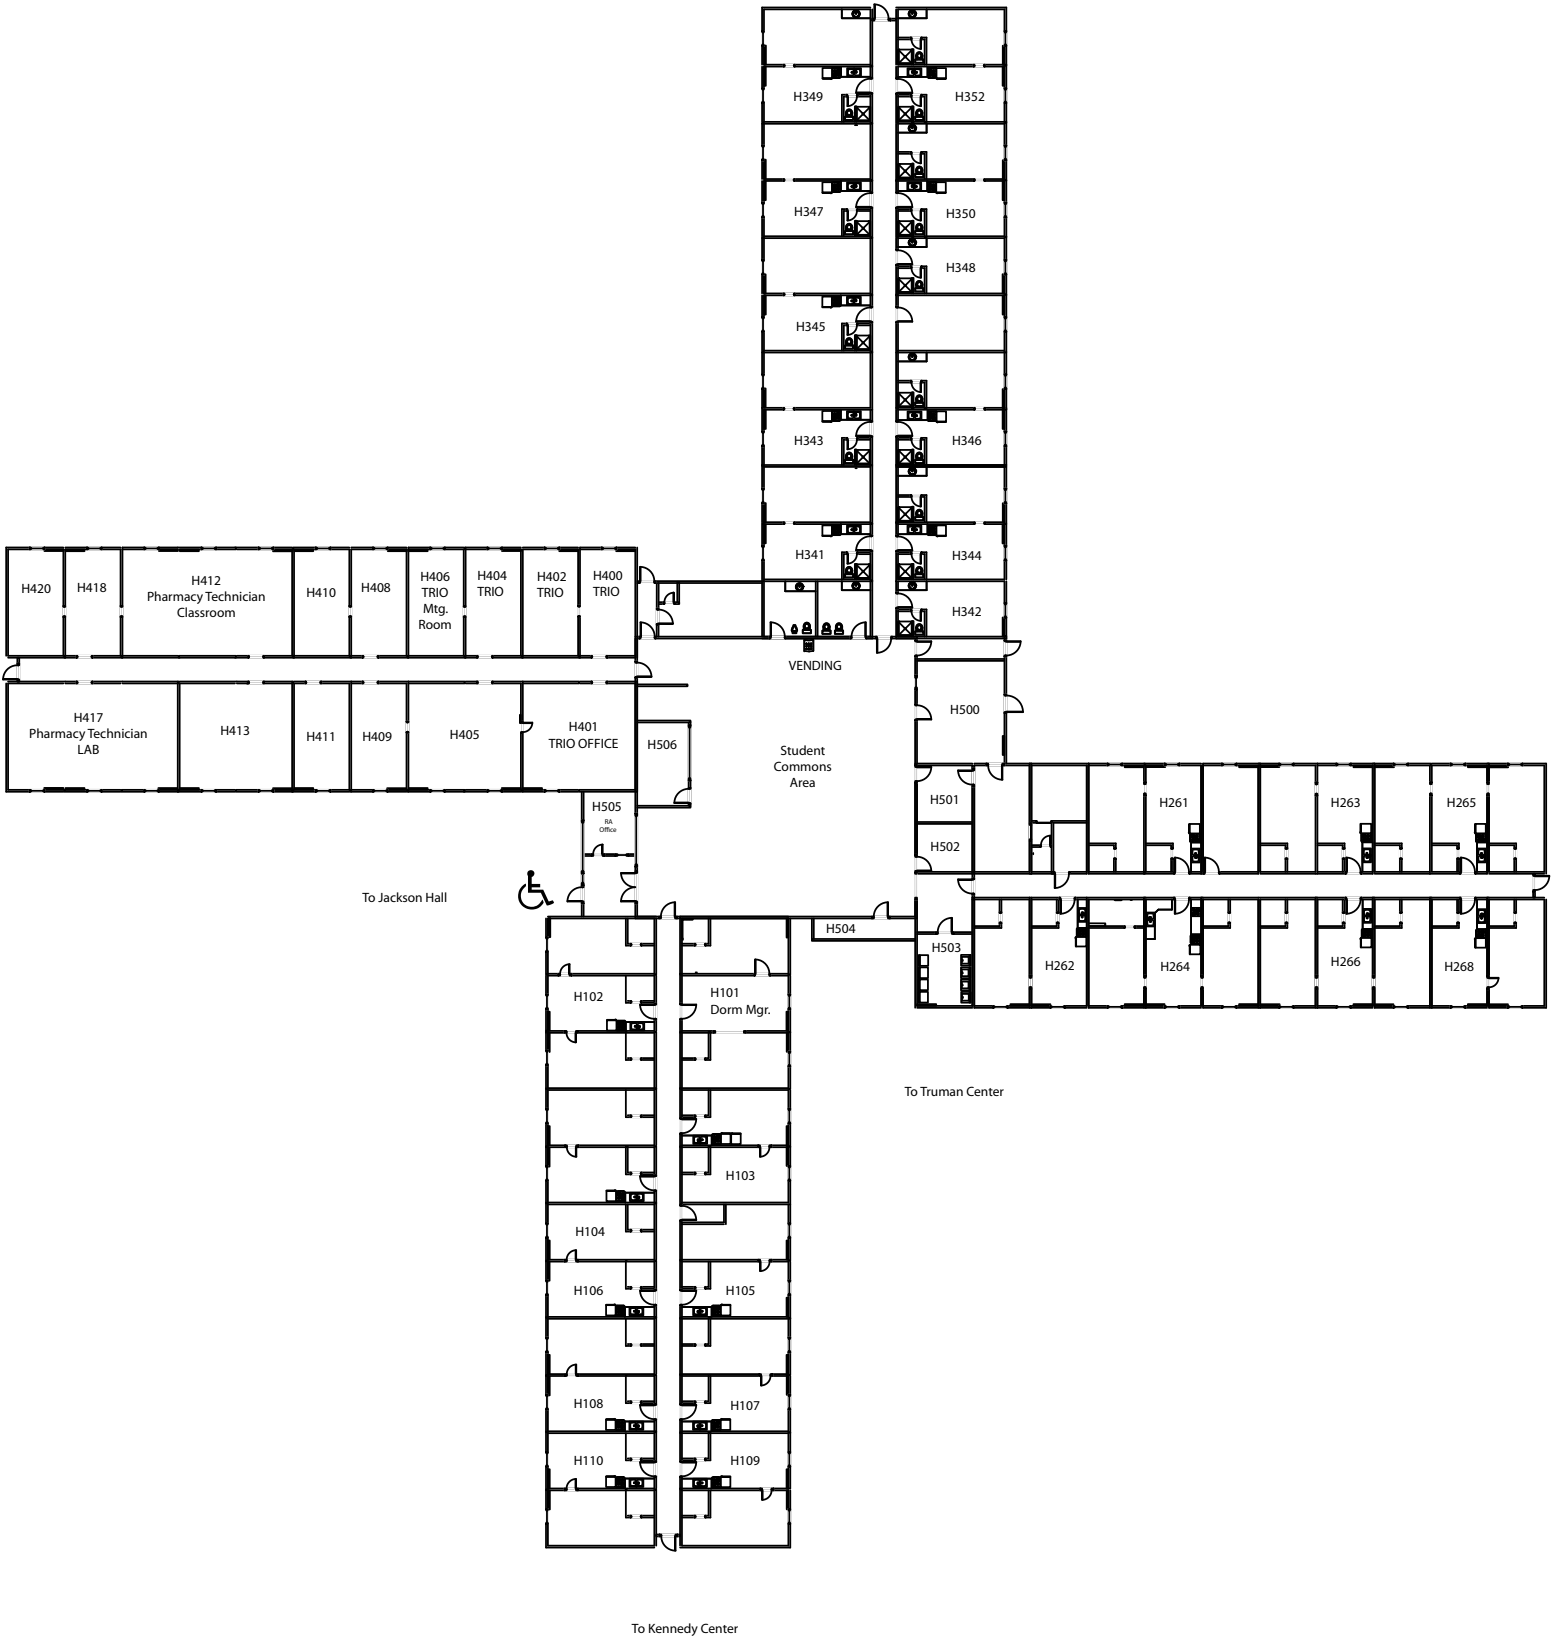 H349
H352
H347
H350
H348
H345
H343
H346
H341
H344
H342
H420
H418
H412
Pharmacy Technician
Classroom
H410
H408
H406
TRIO
Mtg.
Room
H404
TRIO
H402
TRIO
H400
TRIO
VENDING
H417
Pharmacy Technician
LAB
H413
H411
H409
H405
H401
TRIO OFFICE
H506
Student
Commons
Area
H500
H501
H502
H261
H263
H265
H505
RA
Office
To Jackson Hall
H504
H503
H262
H264
H266
H268
H102
H101
Dorm Mgr.
To Truman Center
H103
H104
H106
H105
H108
H107
H110
H109
To Kennedy Center